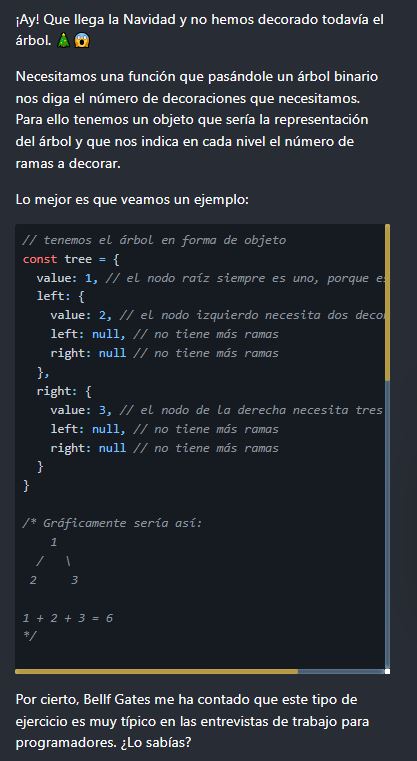 ¡Ay! Que llega la Navidad y no hemos decorado todavía el
árbol. 🎄😱
Necesitamos una función que pasándole un árbol binario
nos diga el número de decoraciones que necesitamos.
Para ello tenemos un objeto que sería la representación
del árbol y que nos indica en cada nivel el número de
ramas a decorar.
Lo mejor es que veamos un ejemplo:
// tenemos el árbol en forma de objeto
const tree = {
  value: 1, // el nodo raíz siempre es uno, porque
  left: {
    value: 2, // el nodo izquierdo necesita dos
    left: null, // no tiene más ramas
    right: null // no tiene más ramas
  },
  right: {
    value: 3, // el nodo de la derecha necesita tres
    left: null, // no tiene más ramas
    right: null // no tiene más ramas
  }
}
/* Gráficamente sería así:
    1
  /   \
 2     3
1 + 2 + 3 = 6
*/
Por cierto, Bellf Gates me ha contado que este tipo de
ejercicio es muy típico en las entrevistas de trabajo para
programadores. ¿Lo sabías?